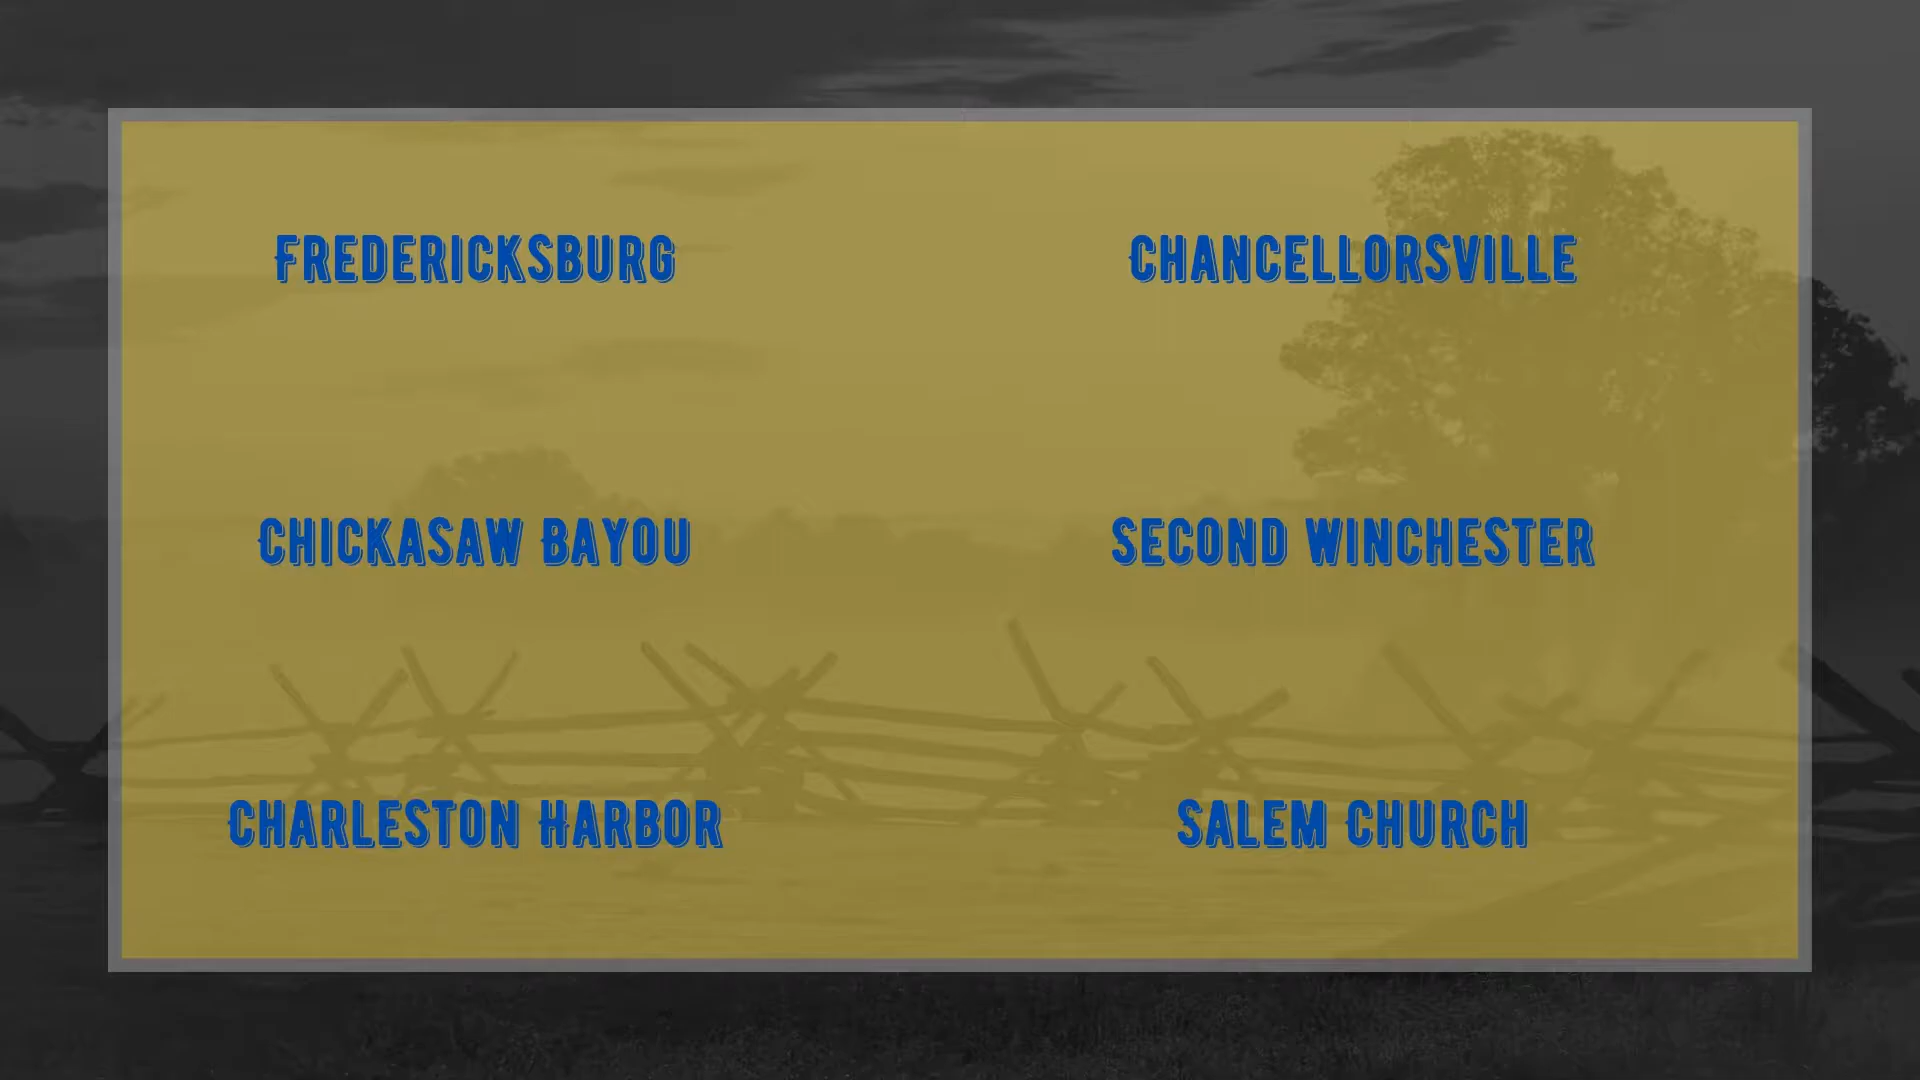 Fredericksburg
Chancellorsville
Chickasaw Bayou
Second Winchester
Charleston Harbor
Salem Church